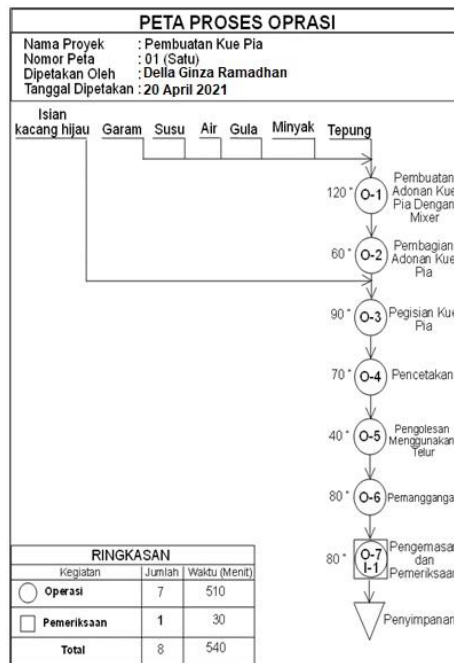 PETA PROSES OPRASI
Nama Proyek : Pembuatan Kue Pia
Nomor Peta : 01 (Satu)
Dipetakan Oleh : Della Ginza Ramadhan
Tanggal Dipetakan : 20 April 2021
Isian
kacang hijau Garam Susu Air Gula Minyak Tepung
120 " O-1 Pembuatan
Adonan Kue
Pia Dengan
Mixer
60 " O-2 Pembagian
Adonan Kue
Pia
90 " O-3 Pegisian Kue
Pia
70 " O-4 Pencetakan
40 " O-5 Pengolesan
Menggunakan
Telur
80 " O-6 Pemanggangan
80 " O-7
I-1
Pengemasan
dan
Pemeriksaan
Penyimpanan
RINGKASAN
Kegiatan Jumlah Waktu (Menit)
Operasi 7 510
Pemeriksaan 1 30
Total 8 540